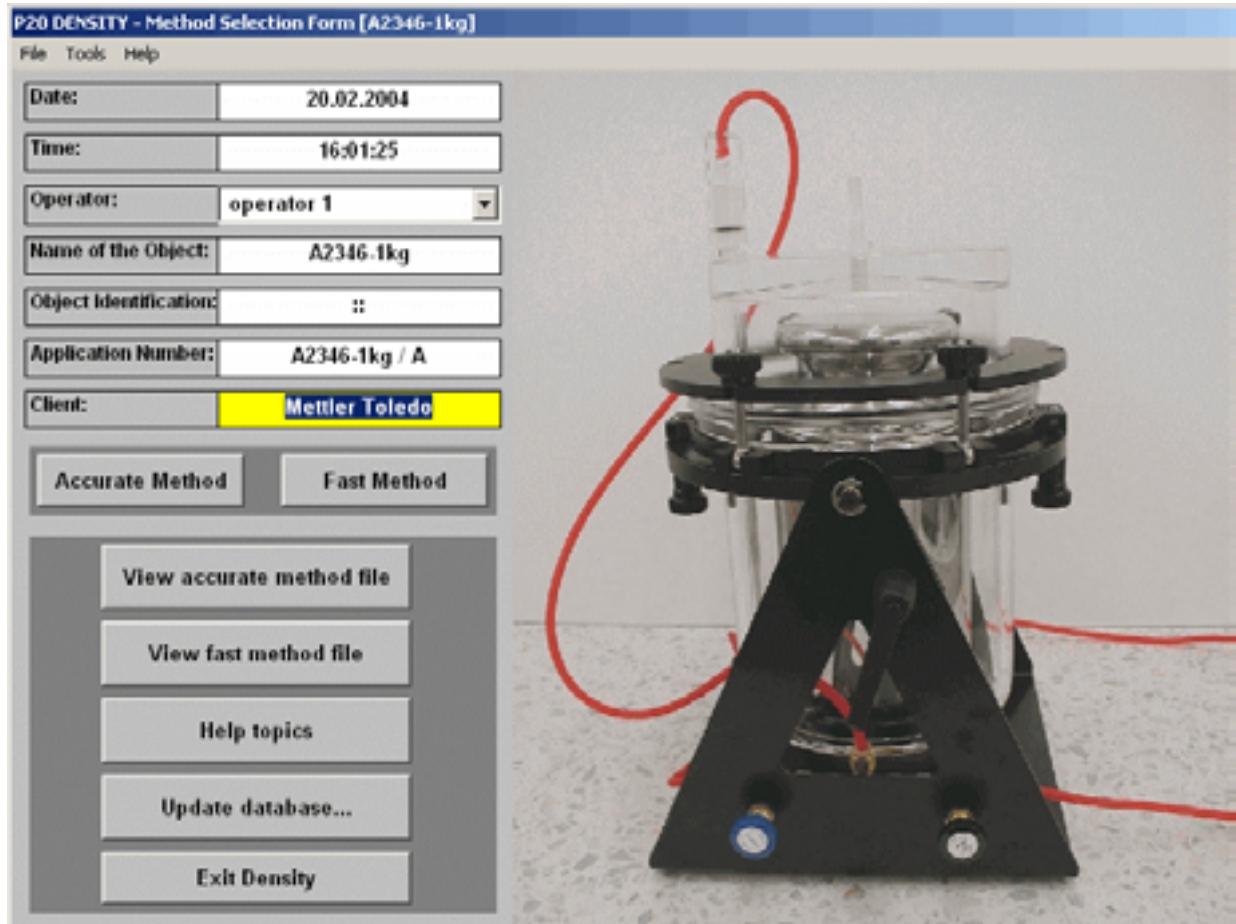 P20 DENSITY - Method Selection Form [A2346-1kg]
File Tools Help
Date: 20.02.2004
Time: 16:01:25
Operator: operator 1
Name of the Object: A2346-1kg
Object Identification: ::
Application Number: A2346-1kg / A
Client: Mettler Toledo
Accurate Method Fast Method
View accurate method file
View fast method file
Help topics
Update database...
Exit Density